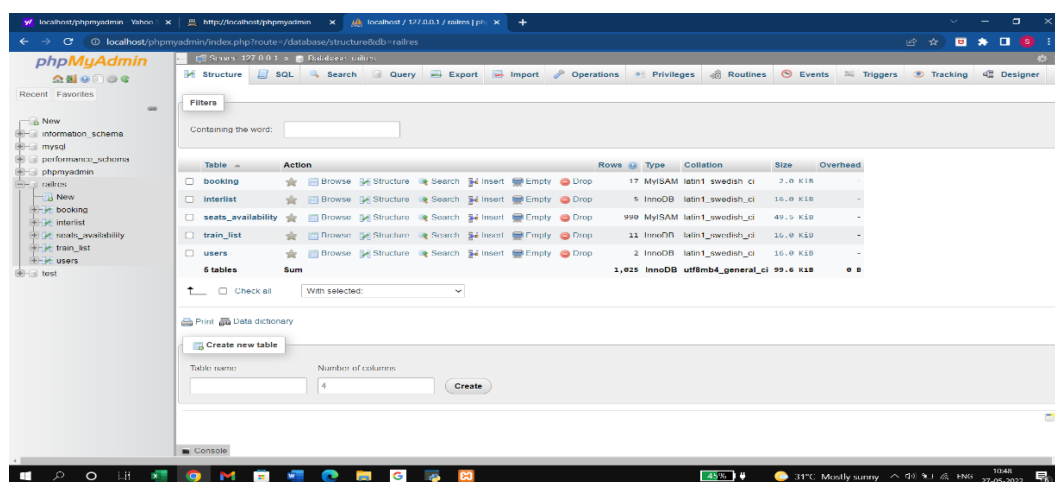 localhost/phpmyadmin - Yahoo
http://localhost/phpmyadmin
localhost / 127.0.0.1 / railres | ph
localhost/phpmyadmin/index.php?route=/database/structure&db=railres
phpMyAdmin
Recent Favorites
New
information_schema
mysql
performance_schema
phpmyadmin
railres
New
booking
interlist
seats_availability
train_list
users
test
Server: 127.0.0.1 » Database: railres
Structure SQL Search Query Export Import Operations Privileges Routines Events Triggers Tracking Designer
Filters
Containing the word:
Table Action Rows Type Collation Size Overhead
booking Browse Structure Search Insert Empty Drop 17 MyISAM latin1_swedish_ci 2.0 KiB -
interlist Browse Structure Search Insert Empty Drop 5 InnoDB latin1_swedish_ci 16.0 KiB -
seats_availability Browse Structure Search Insert Empty Drop 990 MyISAM latin1_swedish_ci 49.5 KiB -
train_list Browse Structure Search Insert Empty Drop 11 InnoDB latin1_swedish_ci 16.0 KiB -
users Browse Structure Search Insert Empty Drop 2 InnoDB latin1_swedish_ci 16.0 KiB -
5 tables Sum 1,025 InnoDB utf8mb4_general_ci 99.6 KiB 0 B
Check all With selected:
Print Data dictionary
Create new table
Table name Number of columns
4 Create
Console
45% 31°C Mostly sunny ENG 10:48
27-05-2022